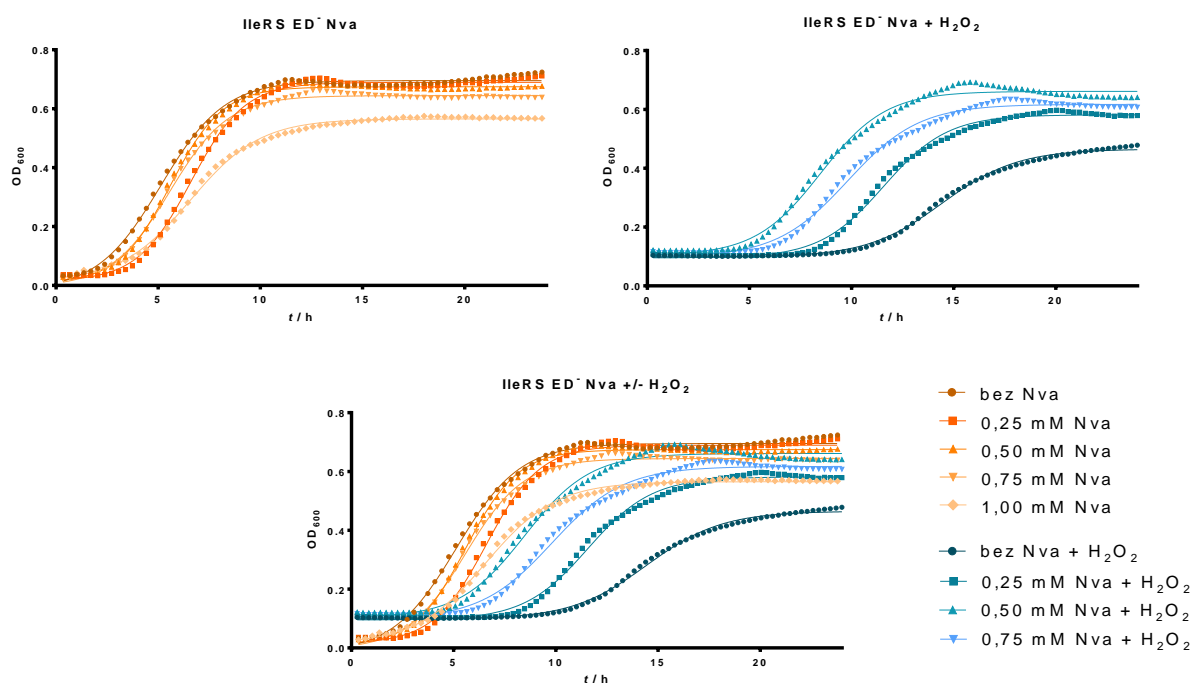 IleRS ED⁻ Nva
0.8
0.6
0.4
0.2
0.0
OD₆₀₀
5
10
15
20
t / h
IleRS ED⁻ Nva + H₂O₂
0.8
0.6
0.4
0.2
0.0
OD₆₀₀
0
5
10
15
20
t / h
IleRS ED⁻ Nva +/- H₂O₂
0.8
0.6
0.4
0.2
0.0
OD₆₀₀
0
5
10
15
20
t / h
bez Nva
0,25 mM Nva
0,50 mM Nva
0,75 mM Nva
1,00 mM Nva
bez Nva + H₂O₂
0,25 mM Nva + H₂O₂
0,50 mM Nva + H₂O₂
0,75 mM Nva + H₂O₂